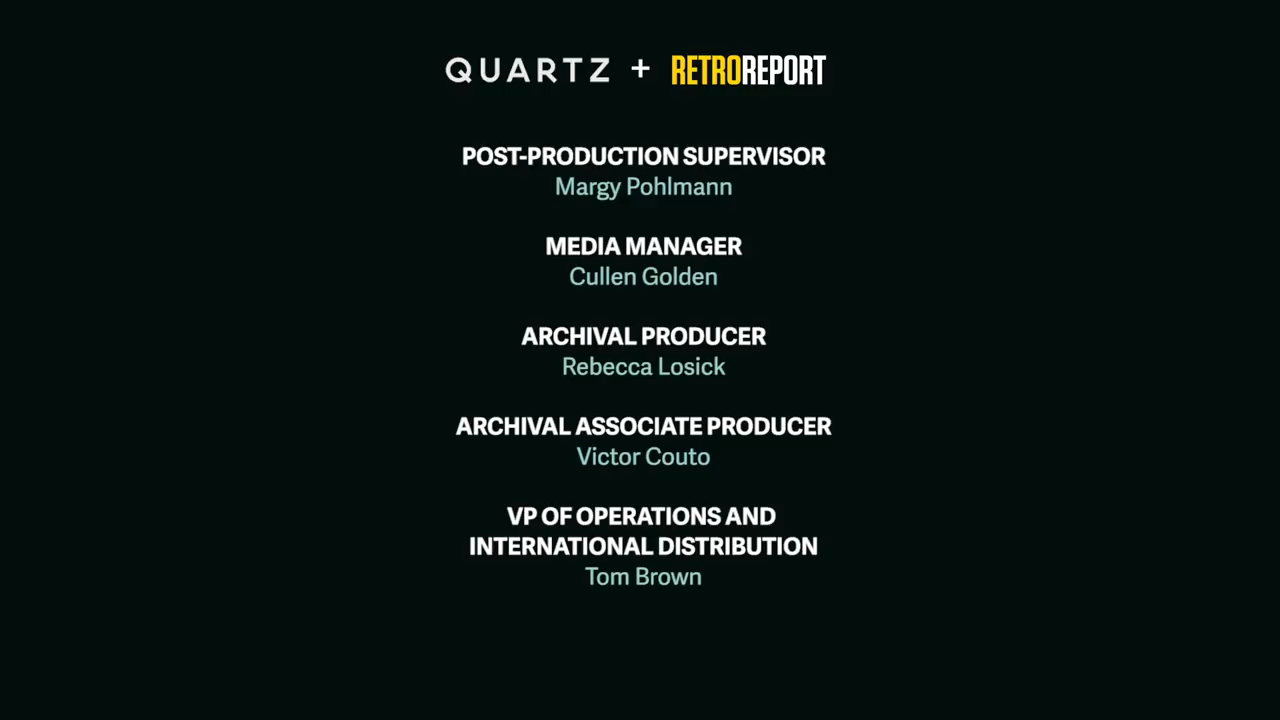 QUARTZ + RETROREPORT
POST-PRODUCTION SUPERVISOR
Margy Pohlmann
MEDIA MANAGER
Cullen Golden
ARCHIVAL PRODUCER
Rebecca Losick
ARCHIVAL ASSOCIATE PRODUCER
Victor Couto
VP OF OPERATIONS AND
INTERNATIONAL DISTRIBUTION
Tom Brown